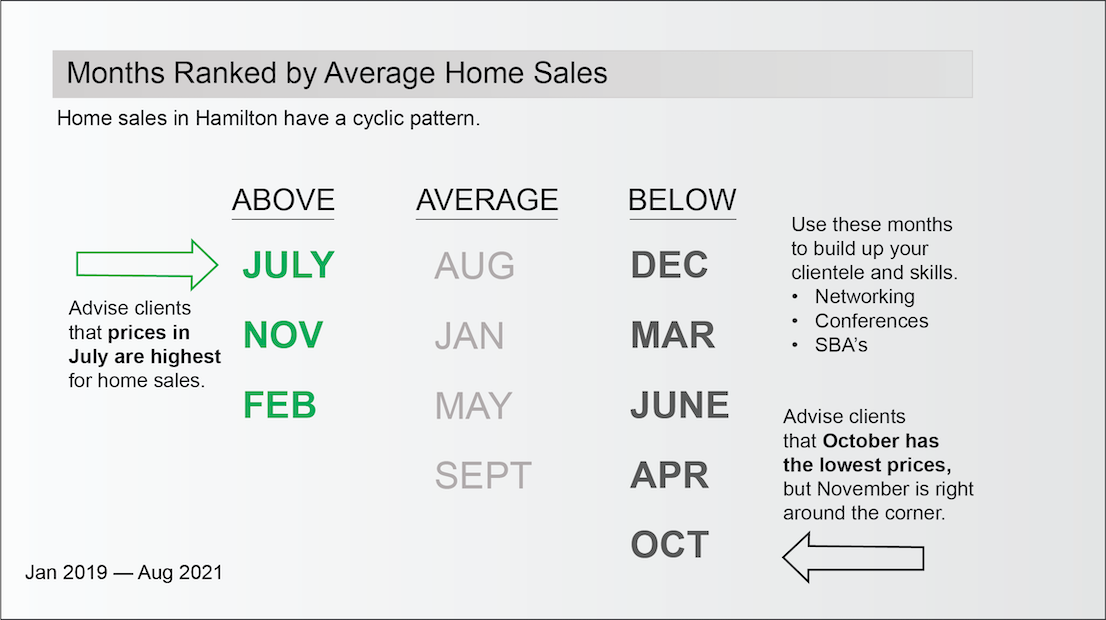 Months Ranked by Average Home Sales
Home sales in Hamilton have a cyclic pattern.
ABOVE
JULY
NOV
FEB
Advise clients
that prices in
July are highest
for home sales.
AVERAGE
AUG
JAN
MAY
SEPT
BELOW
DEC
MAR
JUNE
APR
OCT
Use these months
to build up your
clientele and skills.
• Networking
• Conferences
• SBA's
Advise clients
that October has
the lowest prices,
but November is right
around the corner.
Jan 2019 — Aug 2021